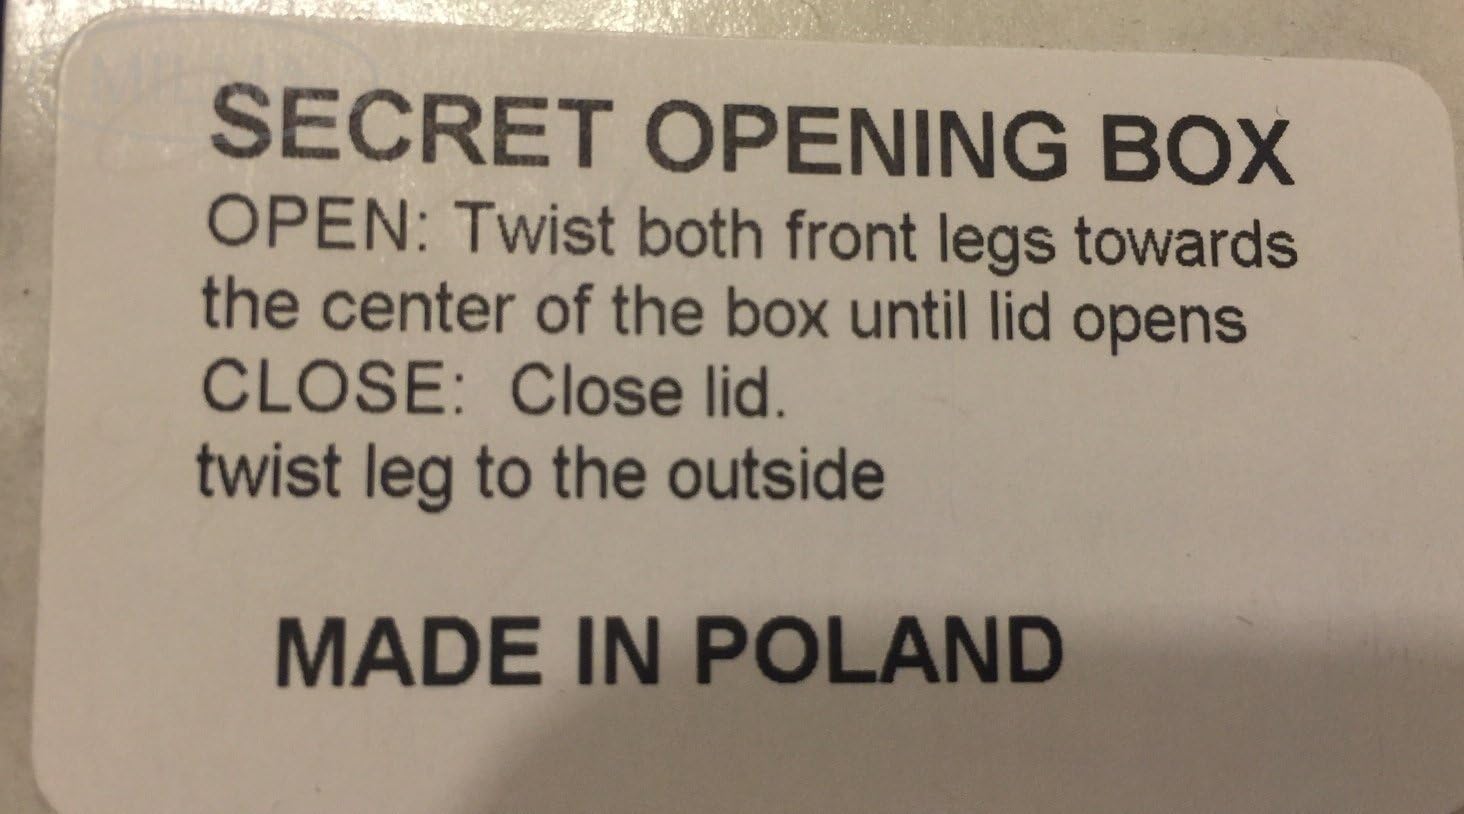 SECRET OPENING BOX
OPEN: Twist both front legs towards
the center of the box until lid opens
CLOSE: Close lid.
twist leg to the outside
MADE IN POLAND